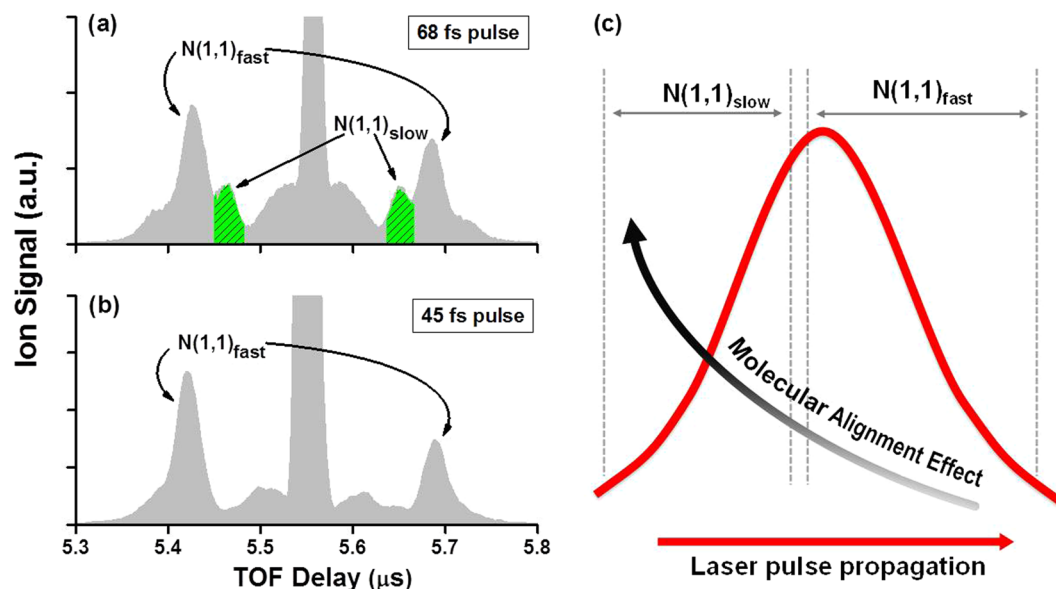 (a)
68 fs pulse
N(1,1)fast
N(1,1)slow
(b)
45 fs pulse
N(1,1)fast
Ion Signal (a.u.)
5.3 5.4 5.5 5.6 5.7 5.8
TOF Delay (μs)
(c)
N(1,1)slow
N(1,1)fast
Molecular Alignment Effect
Laser pulse propagation